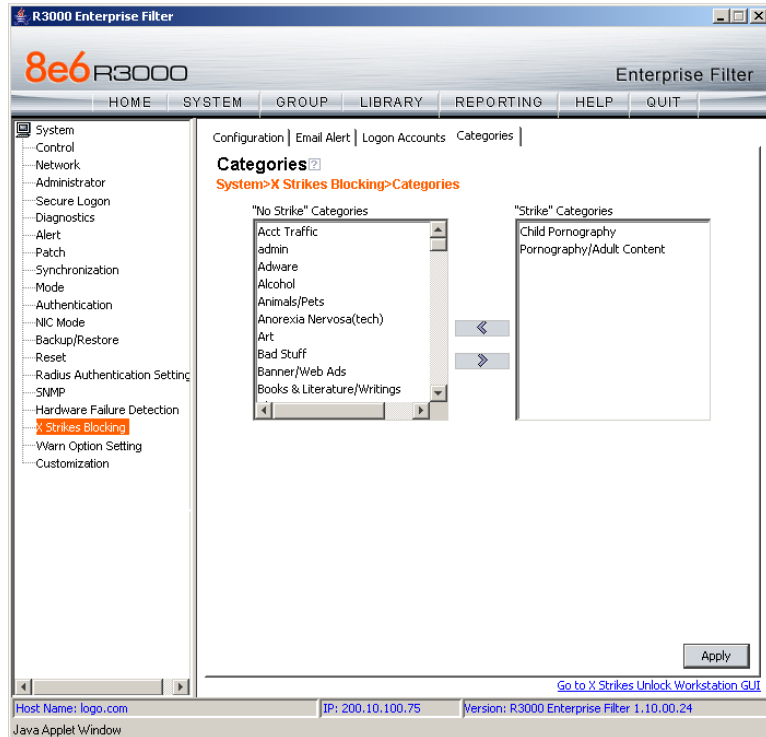 R3000 Enterprise Filter
8e6 R3000
Enterprise Filter
HOME SYSTEM GROUP LIBRARY REPORTING HELP QUIT
System
Control
Network
Administrator
Secure Logon
Diagnostics
Alert
Patch
Synchronization
Mode
Authentication
NIC Mode
Backup/Restore
Reset
Radius Authentication Setting
SNMP
Hardware Failure Detection
X Strikes Blocking
Warn Option Setting
Customization
Configuration | Email Alert | Logon Accounts Categories |
Categories ?
System>X Strikes Blocking>Categories
"No Strike" Categories
Acct Traffic
admin
Adware
Alcohol
Animals/Pets
Anorexia Nervosa(tech)
Art
Bad Stuff
Banner/Web Ads
Books & Literature/Writings
"Strike" Categories
Child Pornography
Pornography/Adult Content
Apply
Go to X Strikes Unlock Workstation GUI
Host Name: logo.com
IP: 200.10.100.75
Version: R3000 Enterprise Filter 1.10.00.24
Java Applet Window